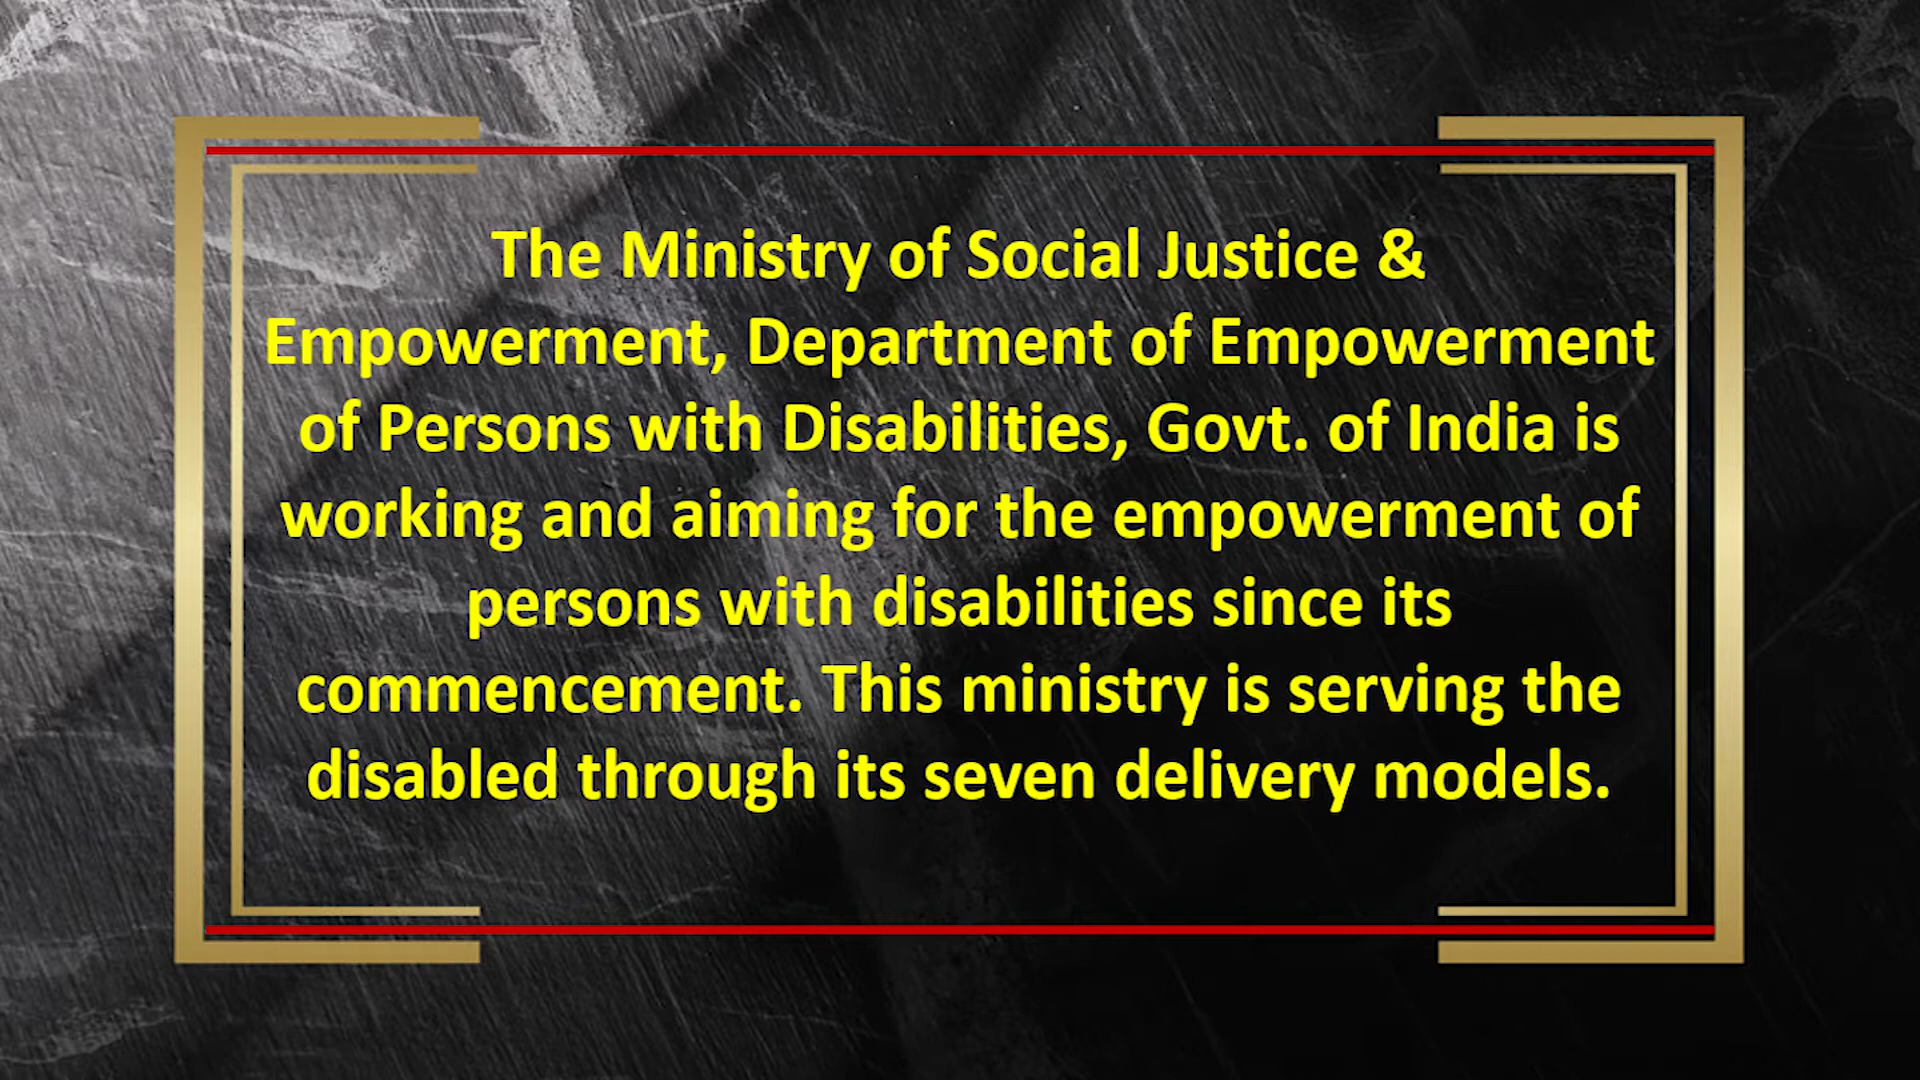 The Ministry of Social Justice &
Empowerment, Department of Empowerment
of Persons with Disabilities, Govt. of India is
working and aiming for the empowerment of
persons with disabilities since its
commencement. This ministry is serving the
disabled through its seven delivery models.